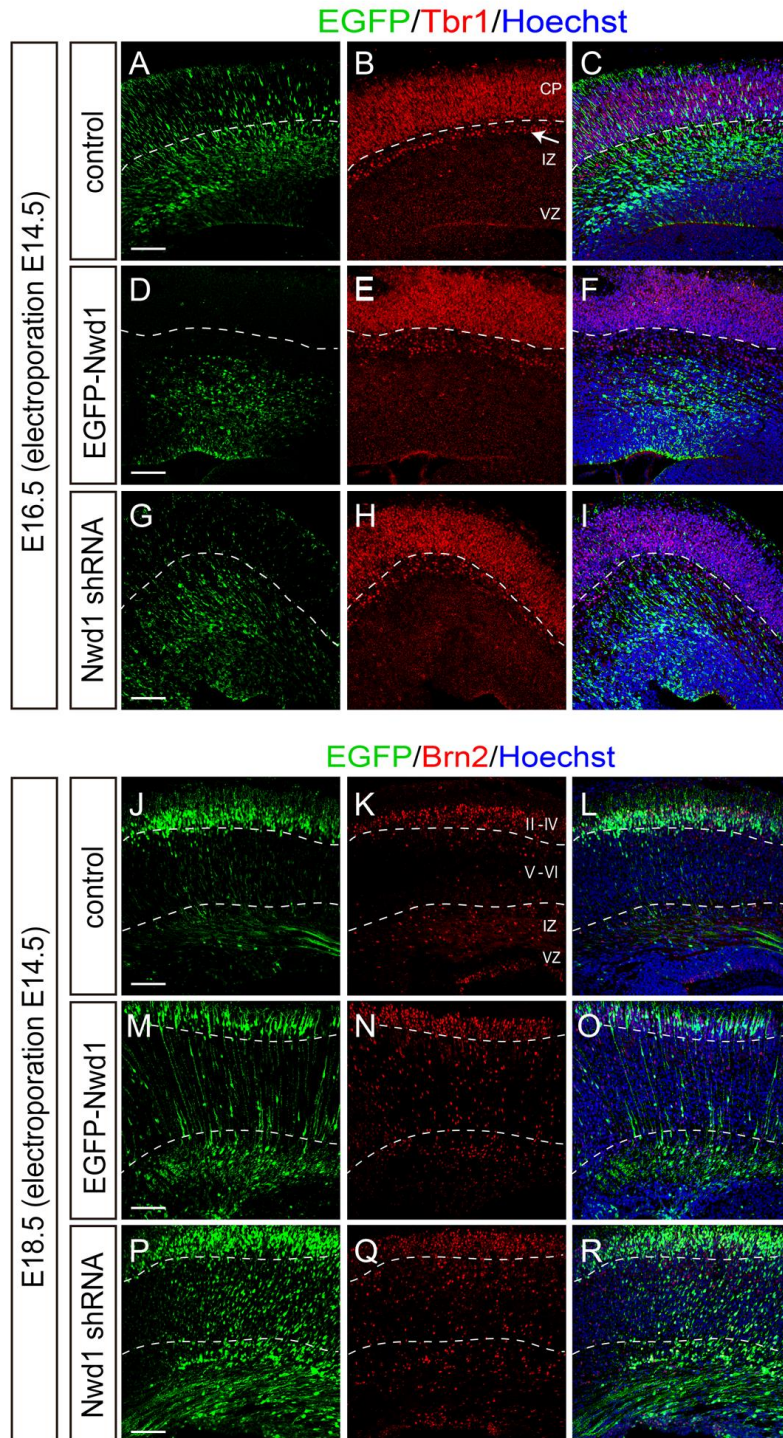 EGFP/Tbr1/Hoechst
E16.5 (electroporation E14.5)
control
A
B
CP
IZ
VZ
C
EGFP-Nwd1
D
E
F
Nwd1 shRNA
G
H
I
EGFP/Brn2/Hoechst
E18.5 (electroporation E14.5)
control
J
K
II-IV
V-VI
IZ
VZ
L
EGFP-Nwd1
M
N
O
Nwd1 shRNA
P
Q
R